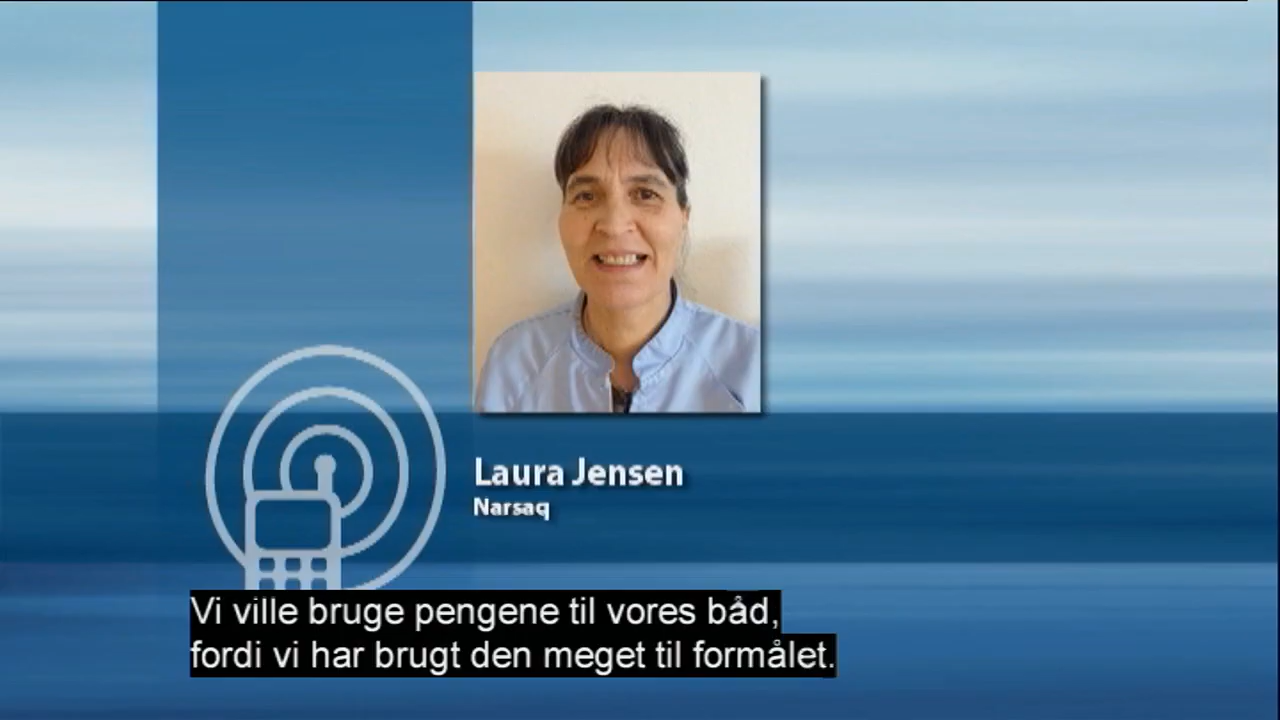 Laura Jensen
Narsaq
Vi ville bruge pengene til vores båd,
fordi vi har brugt den meget til formålet.